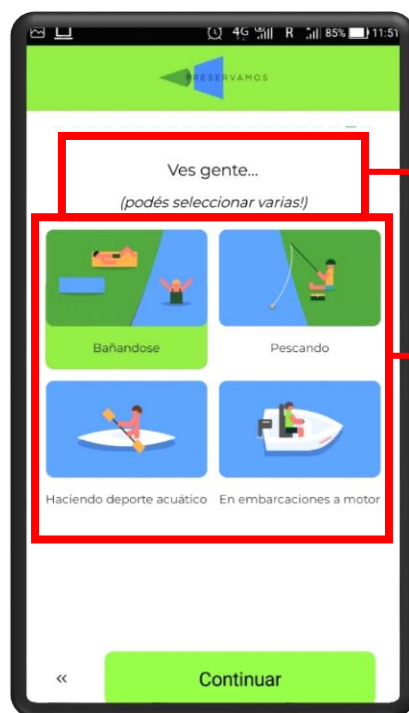 4G R 85% 11:51
PRESERVAMOS
Ves gente...
(podés seleccionar varias!)
Bañandose
Pescando
Haciendo deporte acuático
En embarcaciones a motor
« Continuar